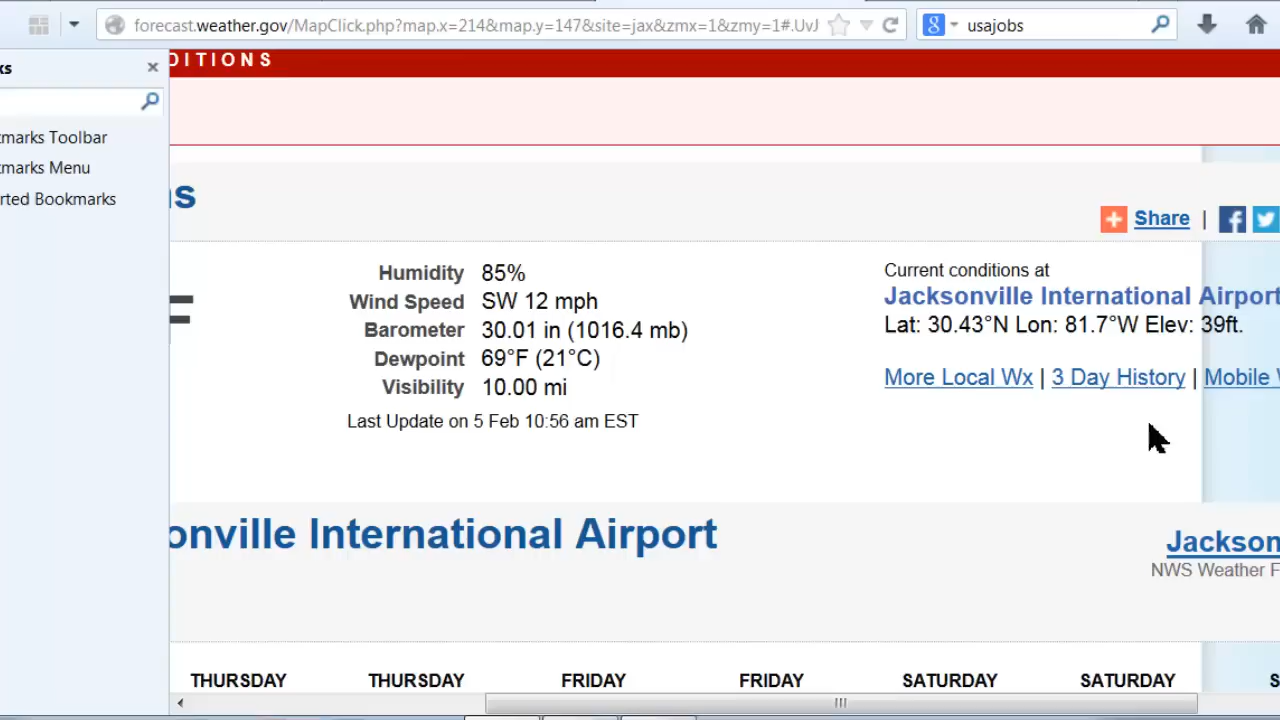 forecast.weather.gov/MapClick.php?map.x=214&map.y=147&site=jax&zmx=1&zmy=1#.UvJ
usajobs
DITIONS
Bookmarks Toolbar
Bookmarks Menu
Share |
Humidity 85%
Wind Speed SW 12 mph
Barometer 30.01 in (1016.4 mb)
Dewpoint 69°F (21°C)
Visibility 10.00 mi
Last Update on 5 Feb 10:56 am EST
Current conditions at
Jacksonville International Airport
Lat: 30.43°N Lon: 81.7°W Elev: 39ft.
More Local Wx | 3 Day History | Mobile W
onville International Airport
Jackson
NWS Weather F
THURSDAY THURSDAY FRIDAY FRIDAY SATURDAY SATURDAY S